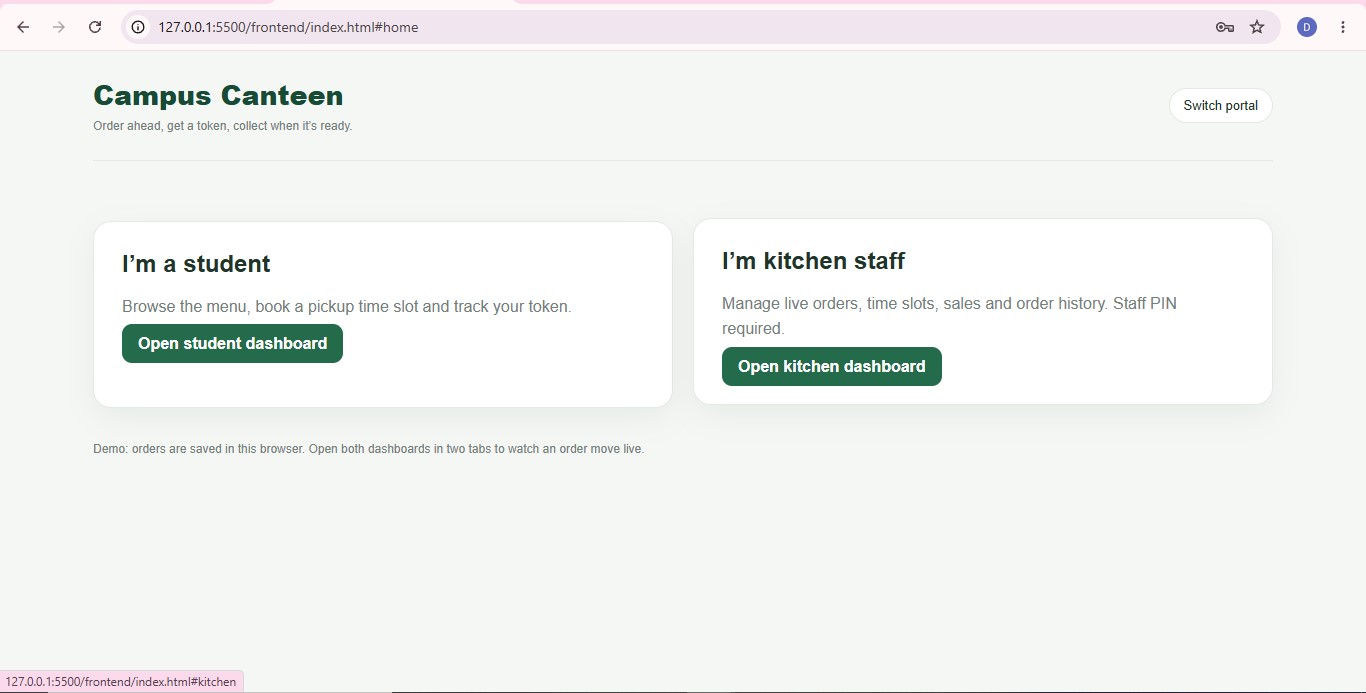 127.0.0.1:5500/frontend/index.html#home
D
Campus Canteen
Order ahead, get a token, collect when it's ready.
Switch portal
I’m a student
Browse the menu, book a pickup time slot and track your token.
Open student dashboard
I’m kitchen staff
Manage live orders, time slots, sales and order history. Staff PIN
required.
Open kitchen dashboard
Demo: orders are saved in this browser. Open both dashboards in two tabs to watch an order move live.
127.0.0.1:5500/frontend/index.html#kitchen